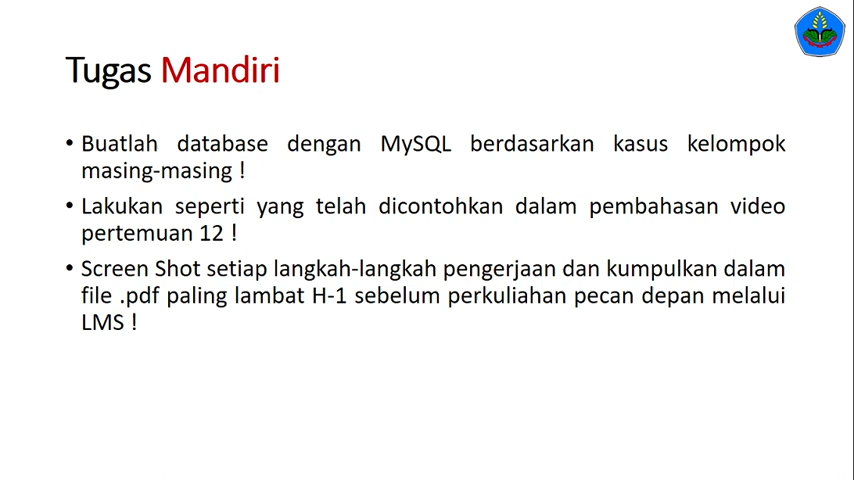 Tugas Mandiri
• Buatlah database dengan MySQL berdasarkan kasus kelompok
masing-masing !
• Lakukan seperti yang telah dicontohkan dalam pembahasan video
pertemuan 12 !
• Screen Shot setiap langkah-langkah pengerjaan dan kumpulkan dalam
file .pdf paling lambat H-1 sebelum perkuliahan pecan depan melalui
LMS !